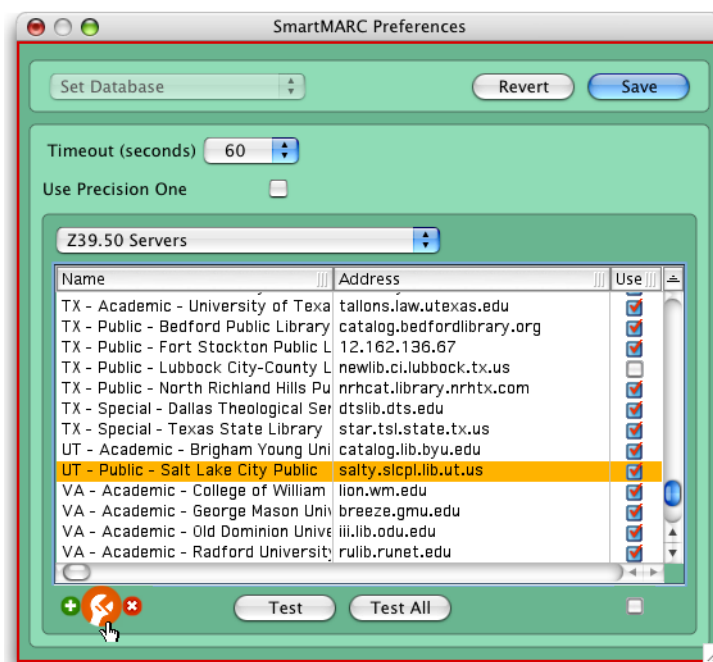 SmartMARC Preferences
Set Database
Revert
Save
Timeout (seconds) 60
Use Precision One
Z39.50 Servers
Name Address Use
TX - Academic - University of Texa tallons.law.utexas.edu
TX - Public - Bedford Public Library catalog.bedfordlibrary.org
TX - Public - Fort Stockton Public L 12.162.136.67
TX - Public - Lubbock City-County L newlib.ci.lubbock.tx.us
TX - Public - North Richland Hills Pu nrhcat.library.nrhtx.com
TX - Special - Dallas Theological Ser dtslib.dts.edu
TX - Special - Texas State Library star.tsl.state.tx.us
UT - Academic - Brigham Young Uni catalog.lib.byu.edu
UT - Public - Salt Lake City Public salty.slcpl.lib.ut.us
VA - Academic - College of William lion.wm.edu
VA - Academic - George Mason Univ breeze.gmu.edu
VA - Academic - Old Dominion Unive iii.lib.odu.edu
VA - Academic - Radford University rulib.runet.edu
Test
Test All